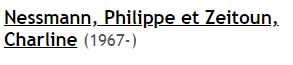 Nessmann, Philippe et Zeitoun,
Charline (1967-)